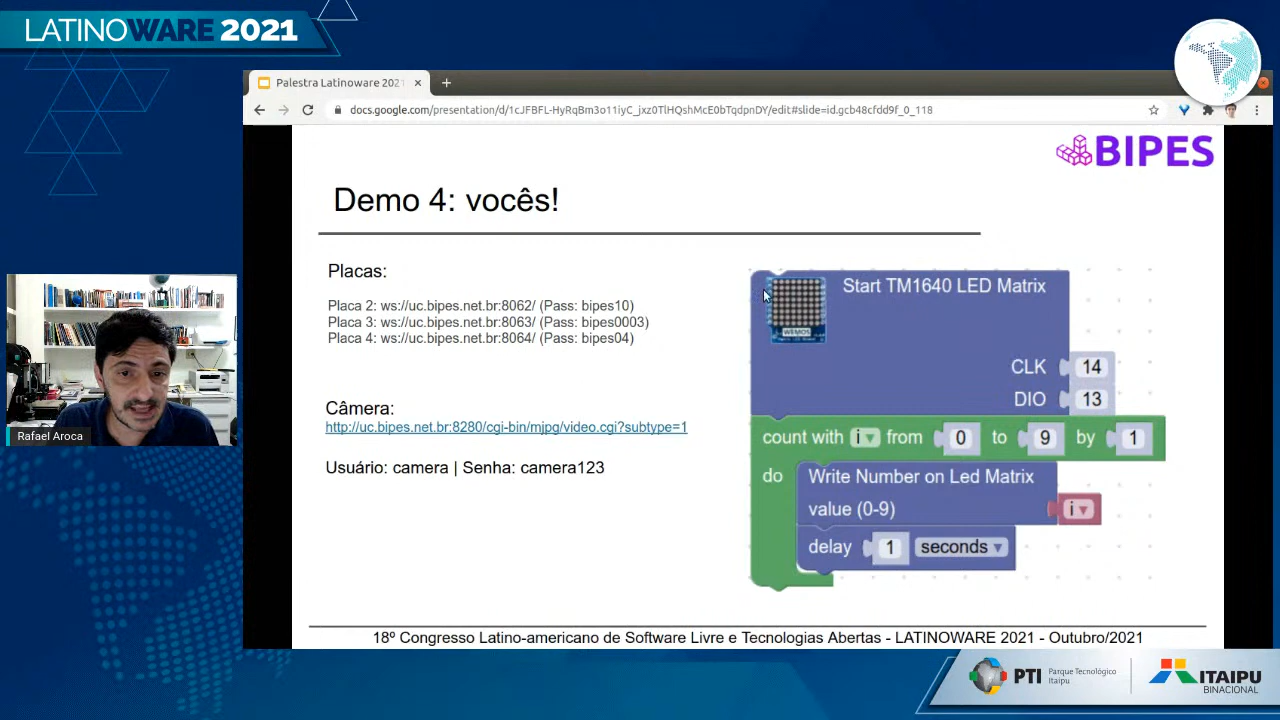 LATINOWARE 2021
Palestra Latinoware 2021
docs.google.com/presentation/d/1cJFBFL-HyRqBm3o11iyC_jxz0TlHQshMcE0bTqdpnDY/edit#slide=id.gcb48cfdd9f_0_118
BIPES
Demo 4: vocês!
Placas:
Placa 2: ws://uc.bipes.net.br:8062/ (Pass: bipes10)
Placa 3: ws://uc.bipes.net.br:8063/ (Pass: bipes0003)
Placa 4: ws://uc.bipes.net.br:8064/ (Pass: bipes04)
Câmera:
http://uc.bipes.net.br:8280/cgi-bin/mjpg/video.cgi?subtype=1
Usuário: camera | Senha: camera123
Start TM1640 LED Matrix
WEMOS
CLK 14
DIO 13
count with i from 0 to 9 by 1
do Write Number on Led Matrix
value (0-9) i
delay 1 seconds
Rafael Aroca
18º Congresso Latino-americano de Software Livre e Tecnologias Abertas - LATINOWARE 2021 - Outubro/2021
PTI Parque Tecnológico
Itaipu
ITAIPU
BINACIONAL